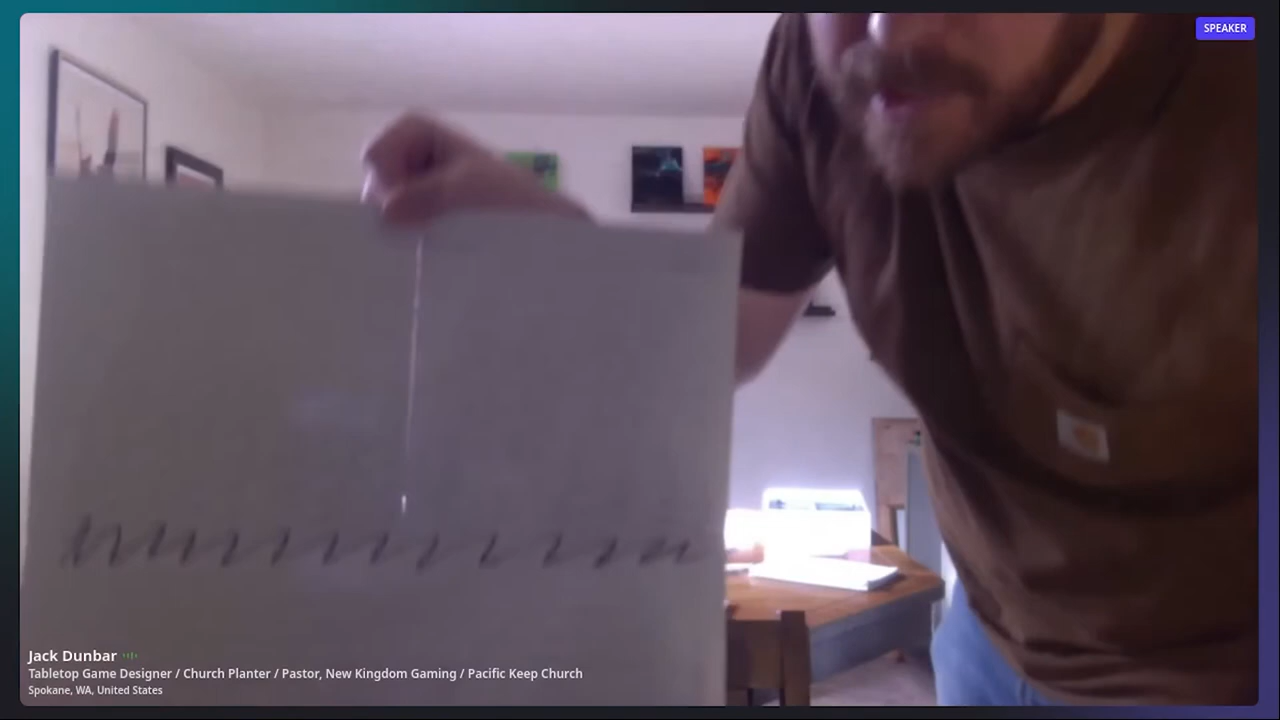 SPEAKER
Jack Dunbar
Tabletop Game Designer / Church Planter / Pastor, New Kingdom Gaming / Pacific Keep Church
Spokane, WA, United States